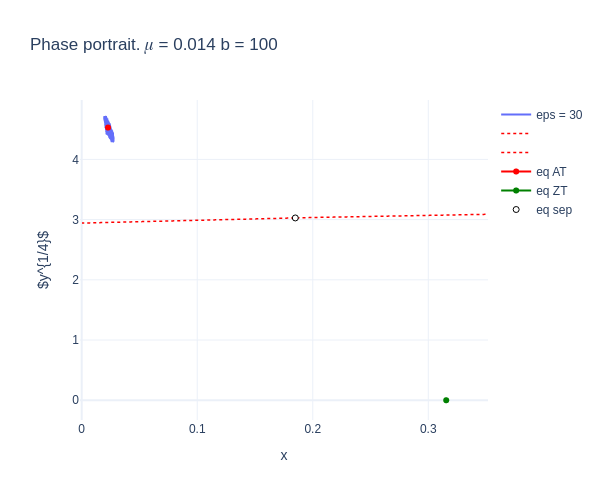 Phase portrait. μ = 0.014 b = 100
eps = 30
eq AT
eq ZT
eq sep
$y^{1/4}$
4
3
2
1
0
0 0.1 0.2 0.3
x